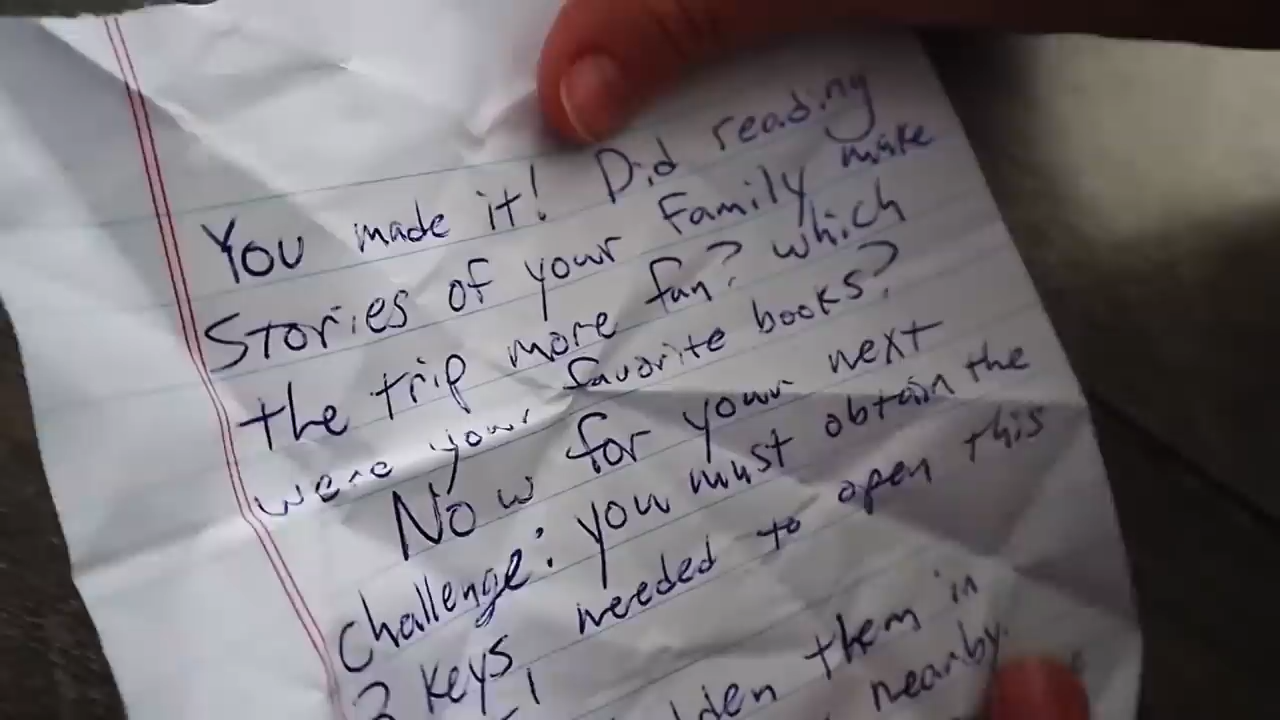 You made it! Did reading
Stories of your Family make
the trip more fun? which
were your favorite books?
Now for your next
Challenge: you must obtain the
3 keys needed to open this
them in
nearby.